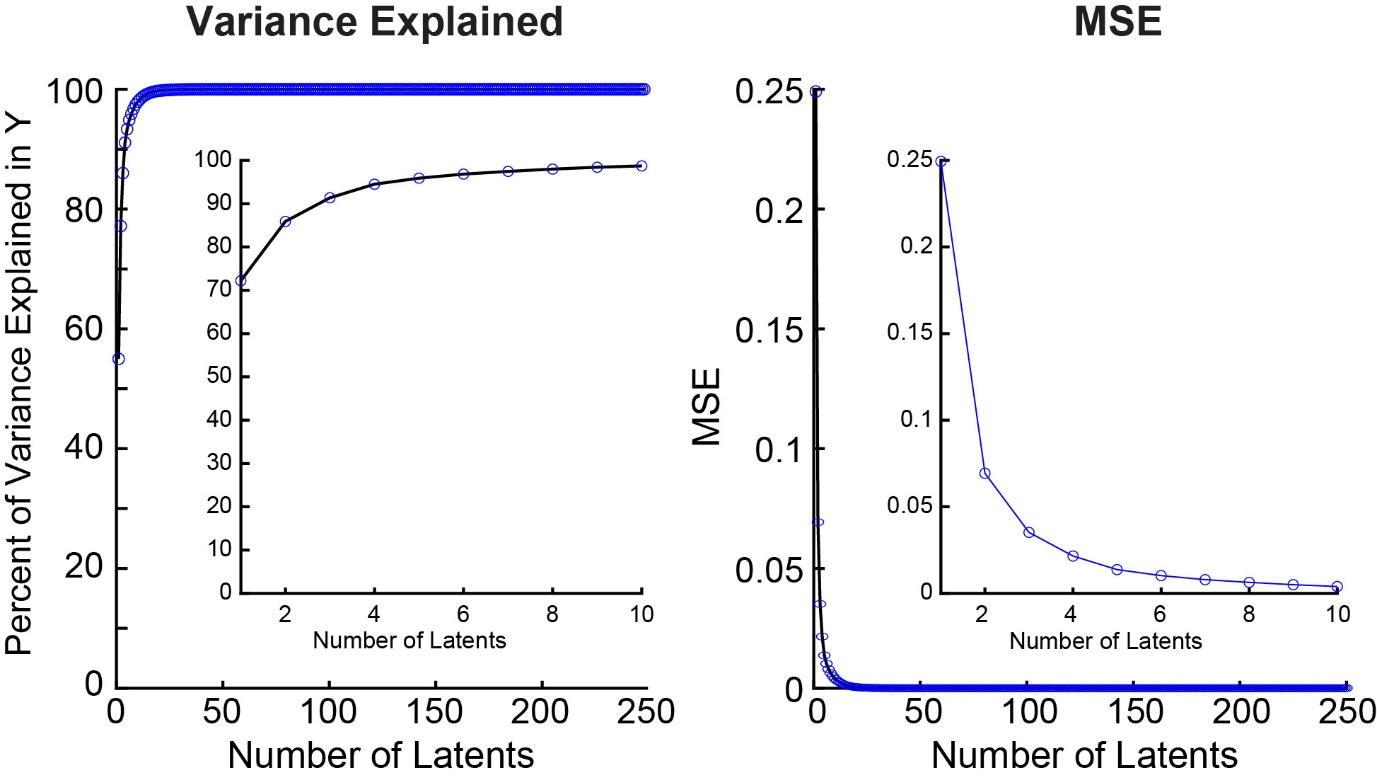 Variance Explained
Percent of Variance Explained in Y
100
80
60
40
20
0
0 50 100 150 200 250
Number of Latents
100
90
80
70
60
50
40
30
20
10
0
2 4 6 8 10
Number of Latents
MSE
MSE
0.25
0.2
0.15
0.1
0.05
0
0 50 100 150 200 250
Number of Latents
0.25
0.2
0.15
0.1
0.05
0
2 4 6 8 10
Number of Latents